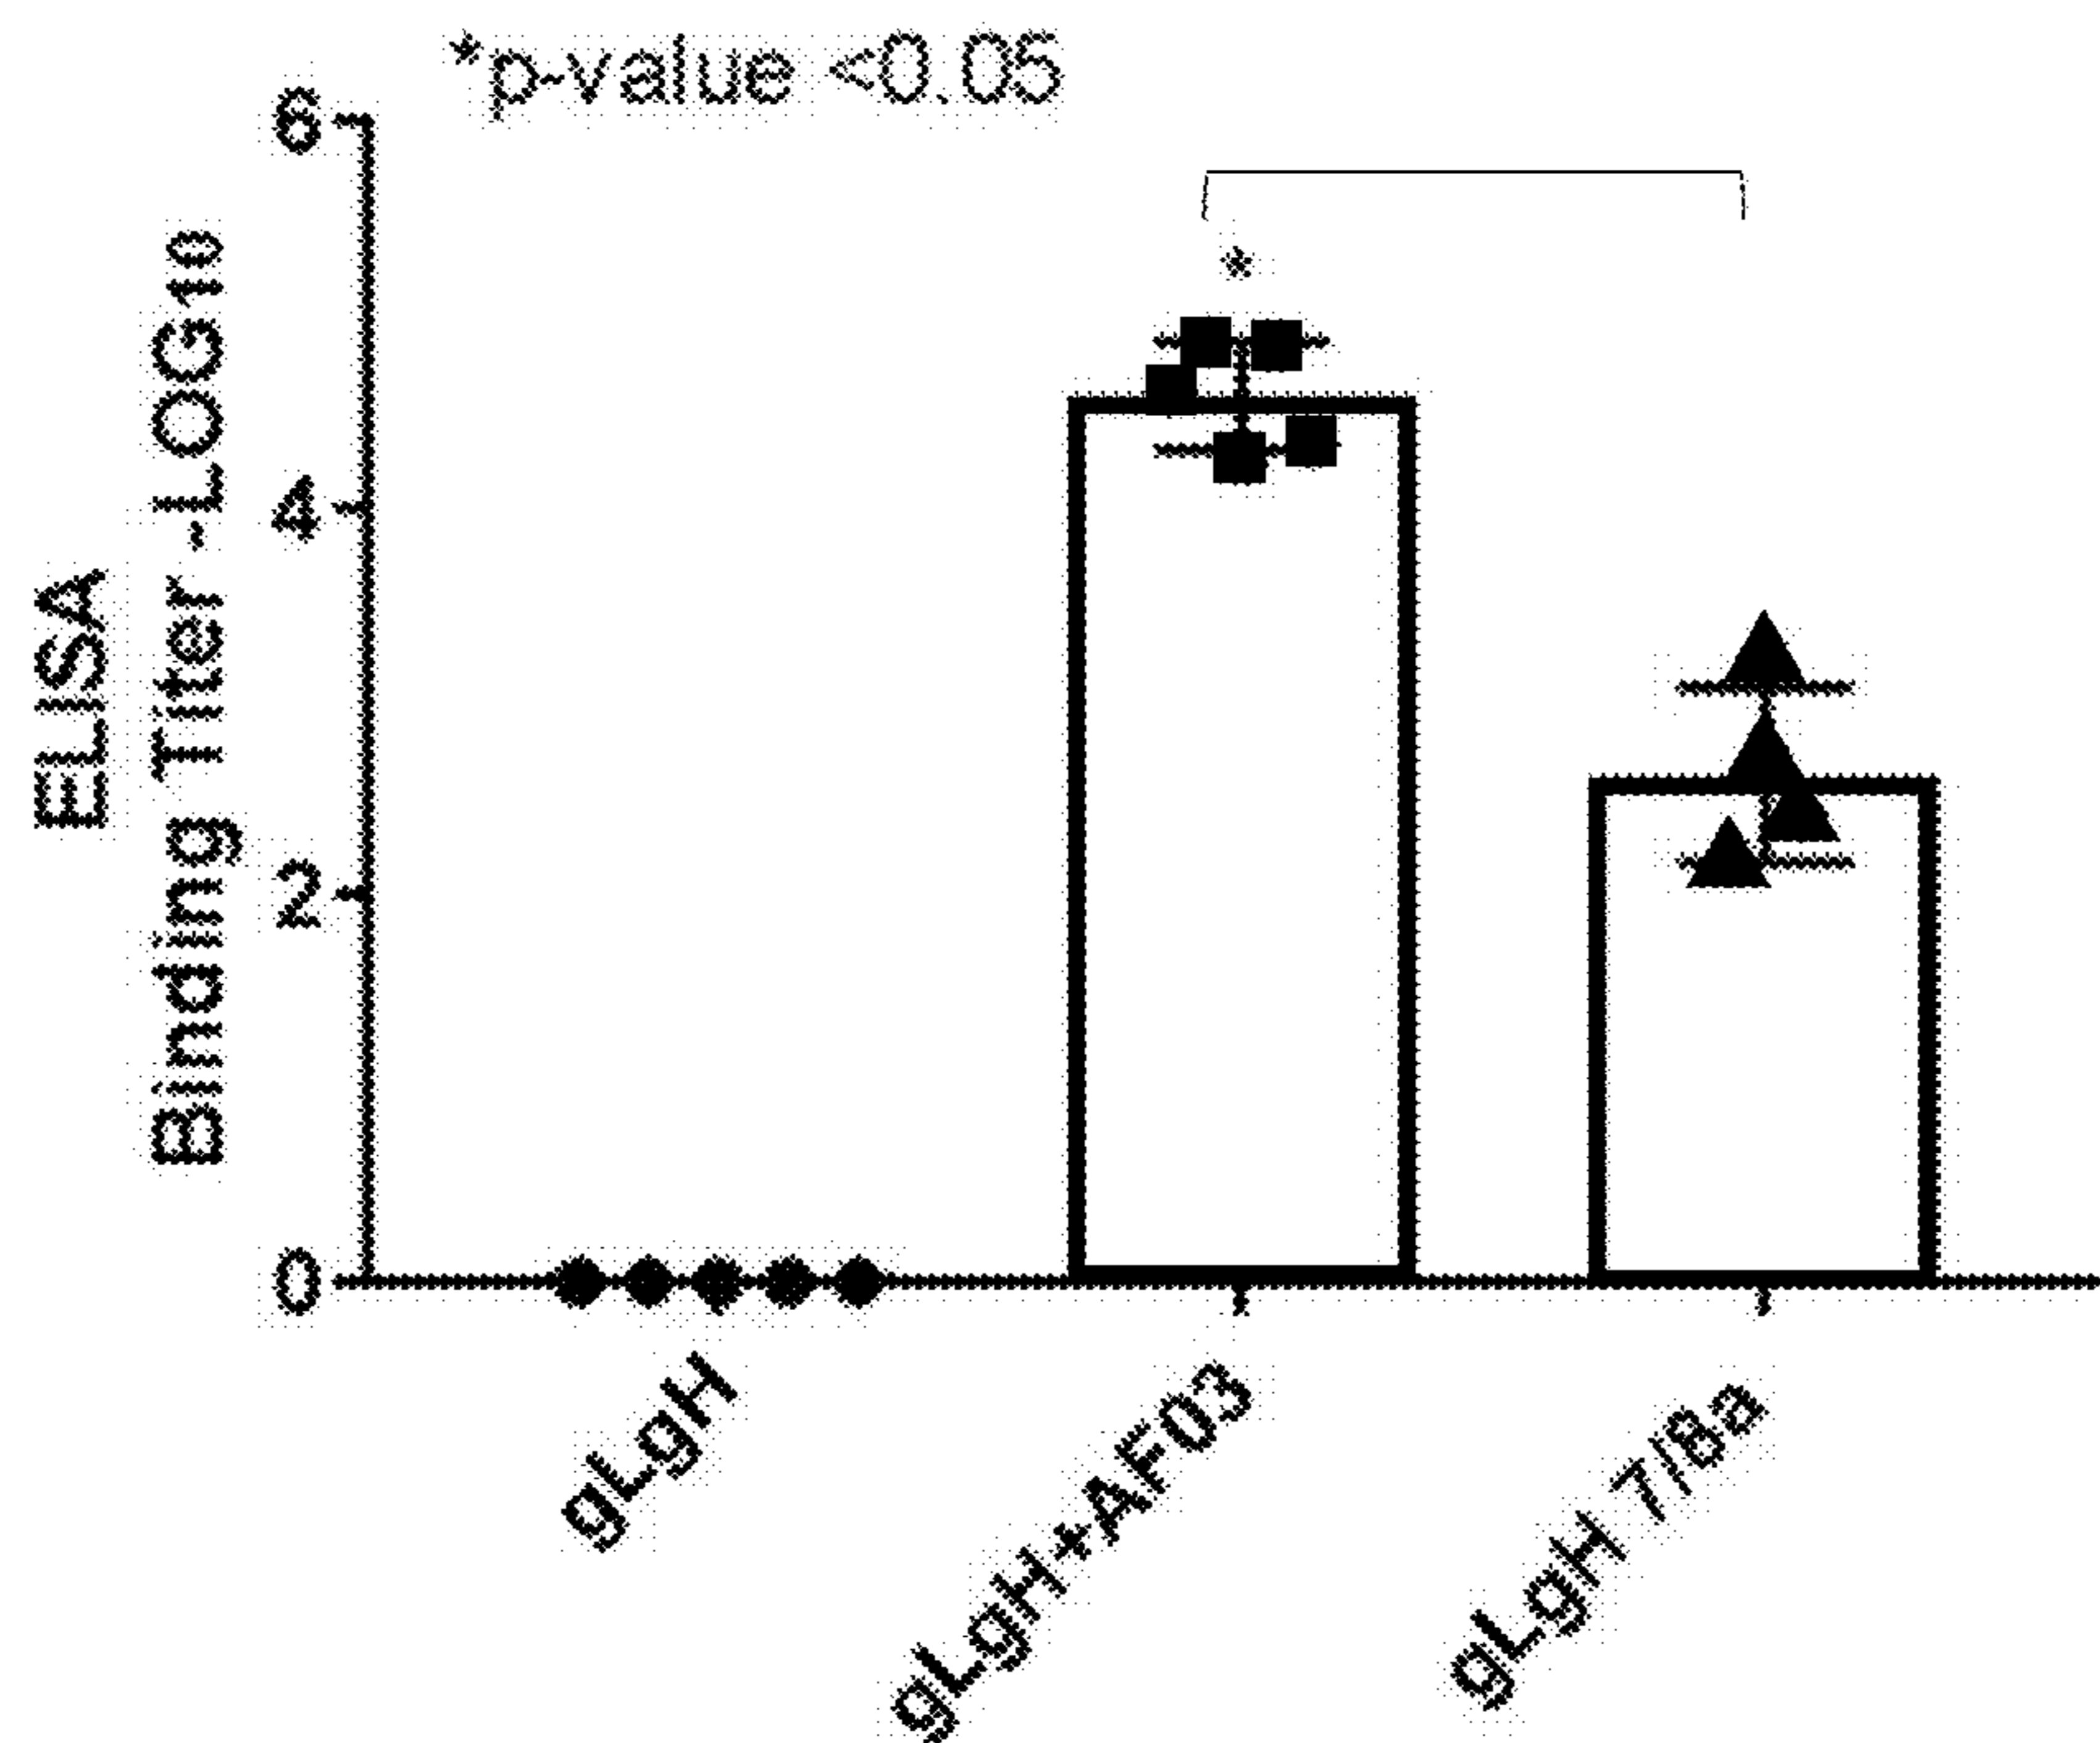 *p-value <0.05
ELISA
Binding Titer -LOG10
6
4
2
0
*
gLgH
gLgH+AF03
gLgH 7/8a